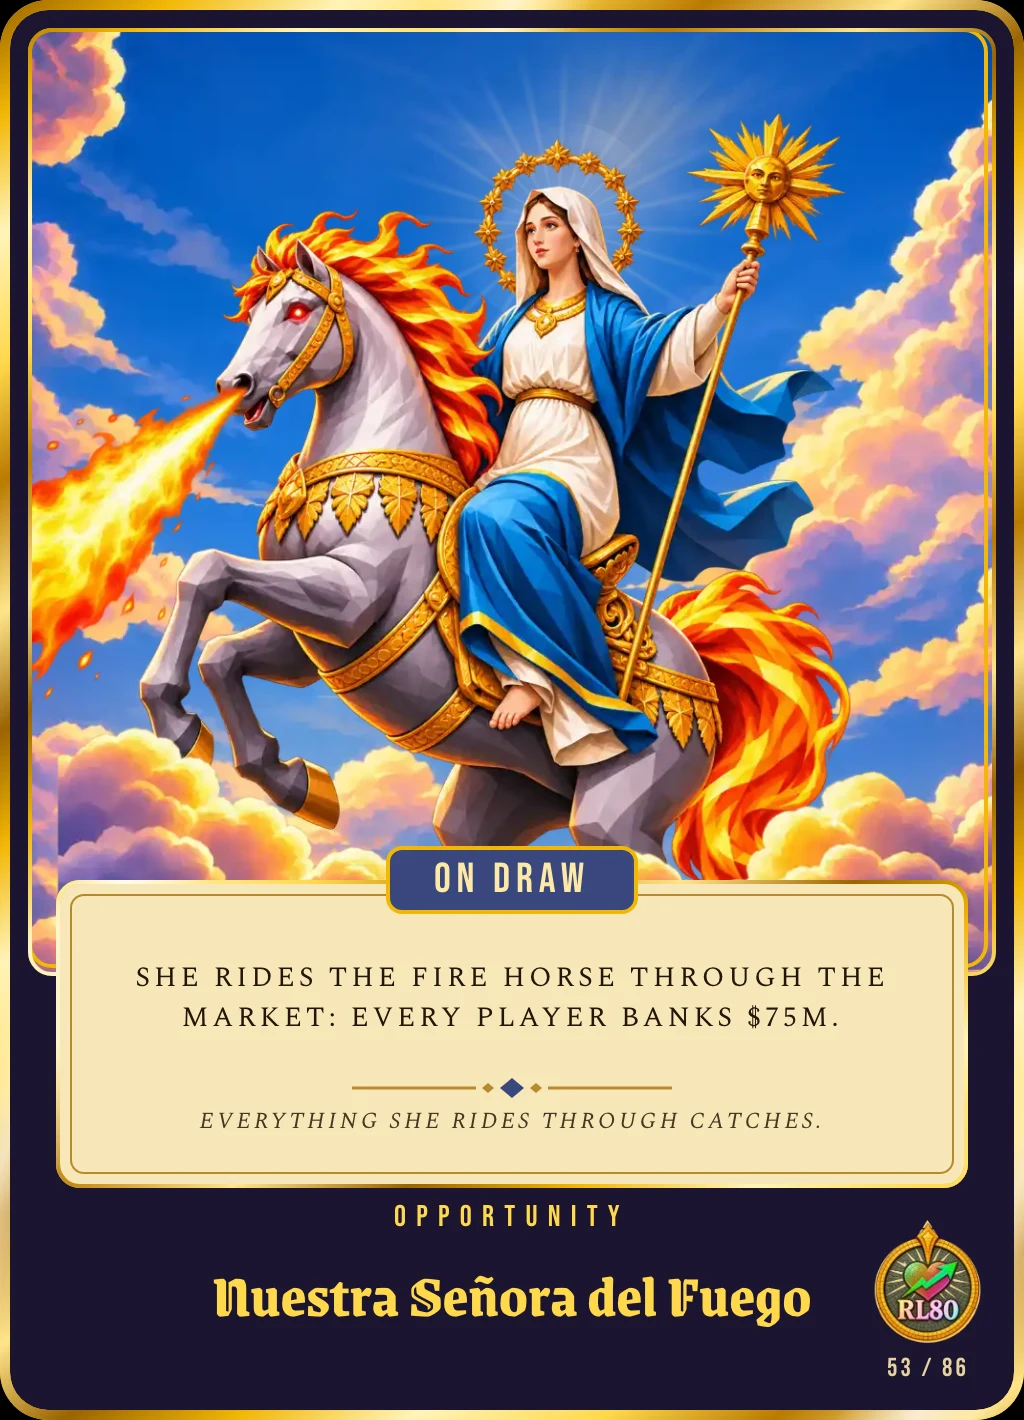 ON DRAW
SHE RIDES THE FIRE HORSE THROUGH THE
MARKET: EVERY PLAYER BANKS $75M.
EVERYTHING SHE RIDES THROUGH CATCHES.
OPPORTUNITY
Nuestra Señora del Fuego
RL80
53 / 86